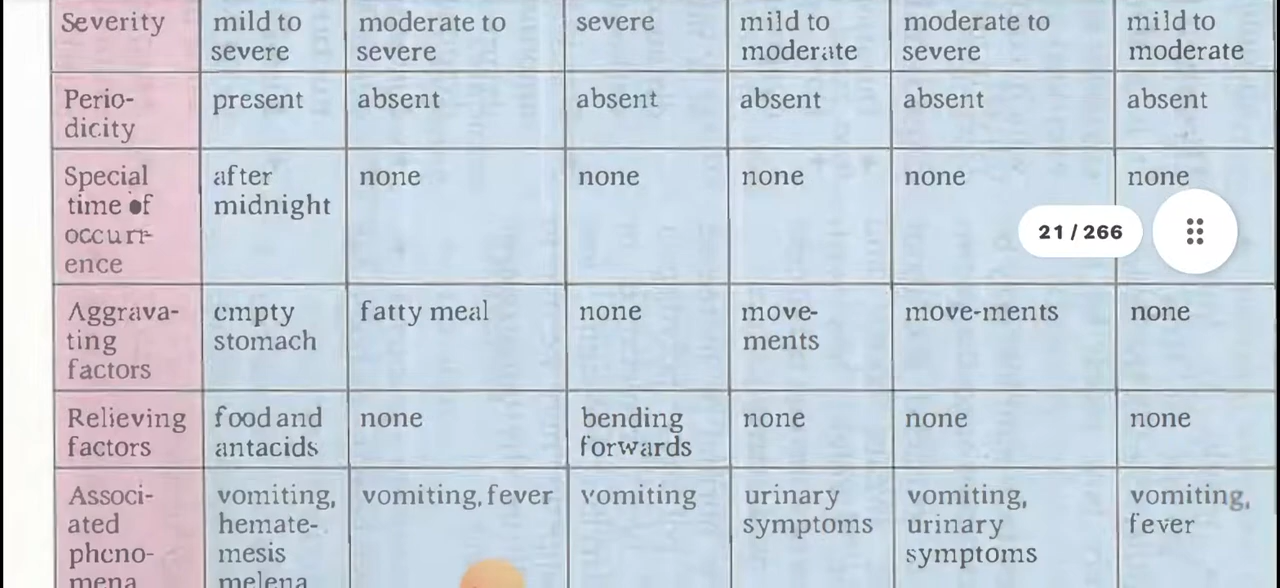 Severity mild to severe moderate to severe severe mild to moderate moderate to severe mild to moderate
Perio-dicity present absent absent absent absent absent
Special time of occurr-ence after midnight none none none none none
21 / 266
Aggrava-ting factors empty stomach fatty meal none move-ments move-ments none
Relieving factors food and antacids none bending forwards none none none
Associ-ated pheno-mena vomiting, hemate-mesis melena vomiting, fever vomiting urinary symptoms vomiting, urinary symptoms vomiting, fever